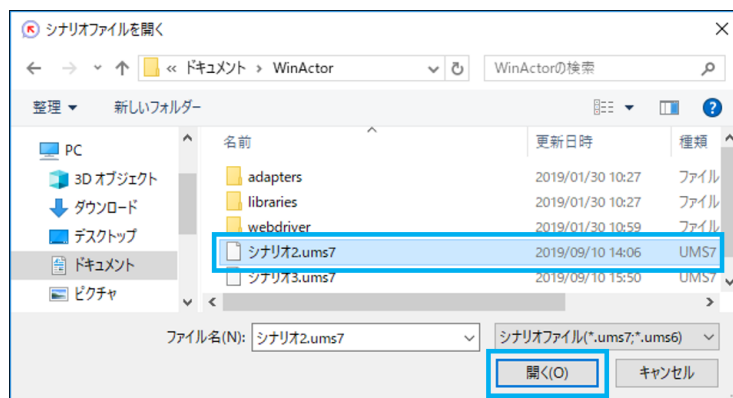 シナリオファイルを開く
« ドキュメント > WinActor
WinActorの検索
整理
新しいフォルダー
PC
3D オブジェクト
ダウンロード
デスクトップ
ドキュメント
ピクチャ
名前 更新日時 種類
adapters 2019/01/30 10:27 ファイル
libraries 2019/01/30 10:27 ファイル
webdriver 2019/01/30 10:59 ファイル
シナリオ2.ums7 2019/09/10 14:06 UMS7
シナリオ3.ums7 2019/09/10 15:50 UMS7
ファイル名(N): シナリオ2.ums7 シナリオファイル(*.ums7;*.ums6)
開く(O) キャンセル